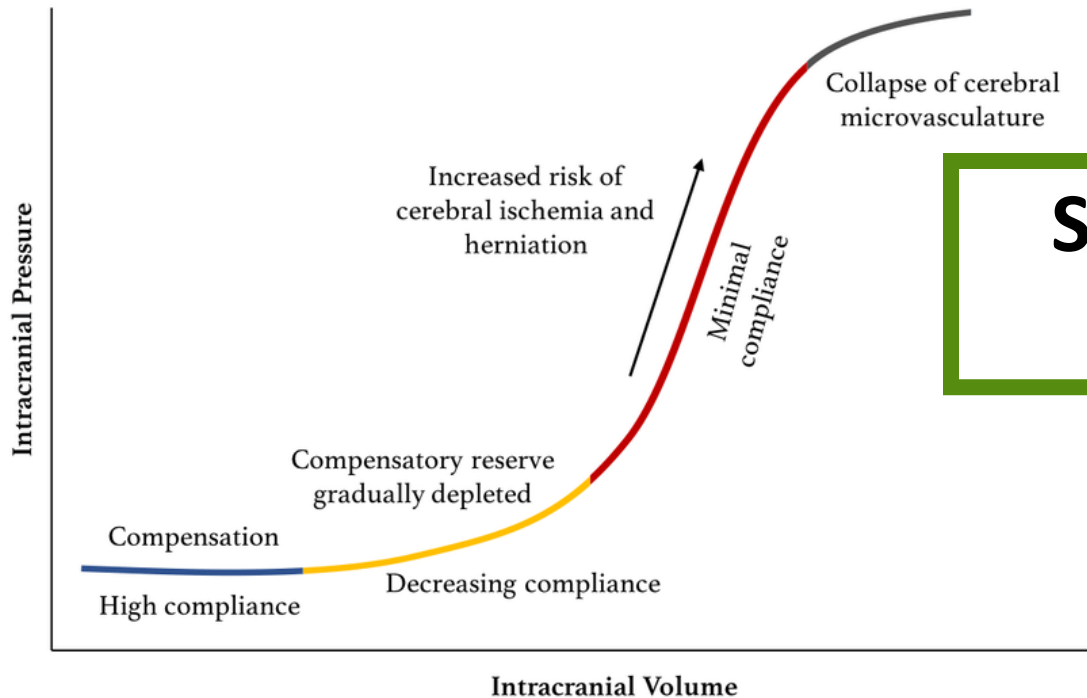 Collapse of cerebral
microvasculature
Increased risk of
cerebral ischemia and
herniation
Minimal
compliance
Intracranial Pressure
Compensatory reserve
gradually depleted
Compensation
High compliance
Decreasing compliance
Intracranial Volume
S